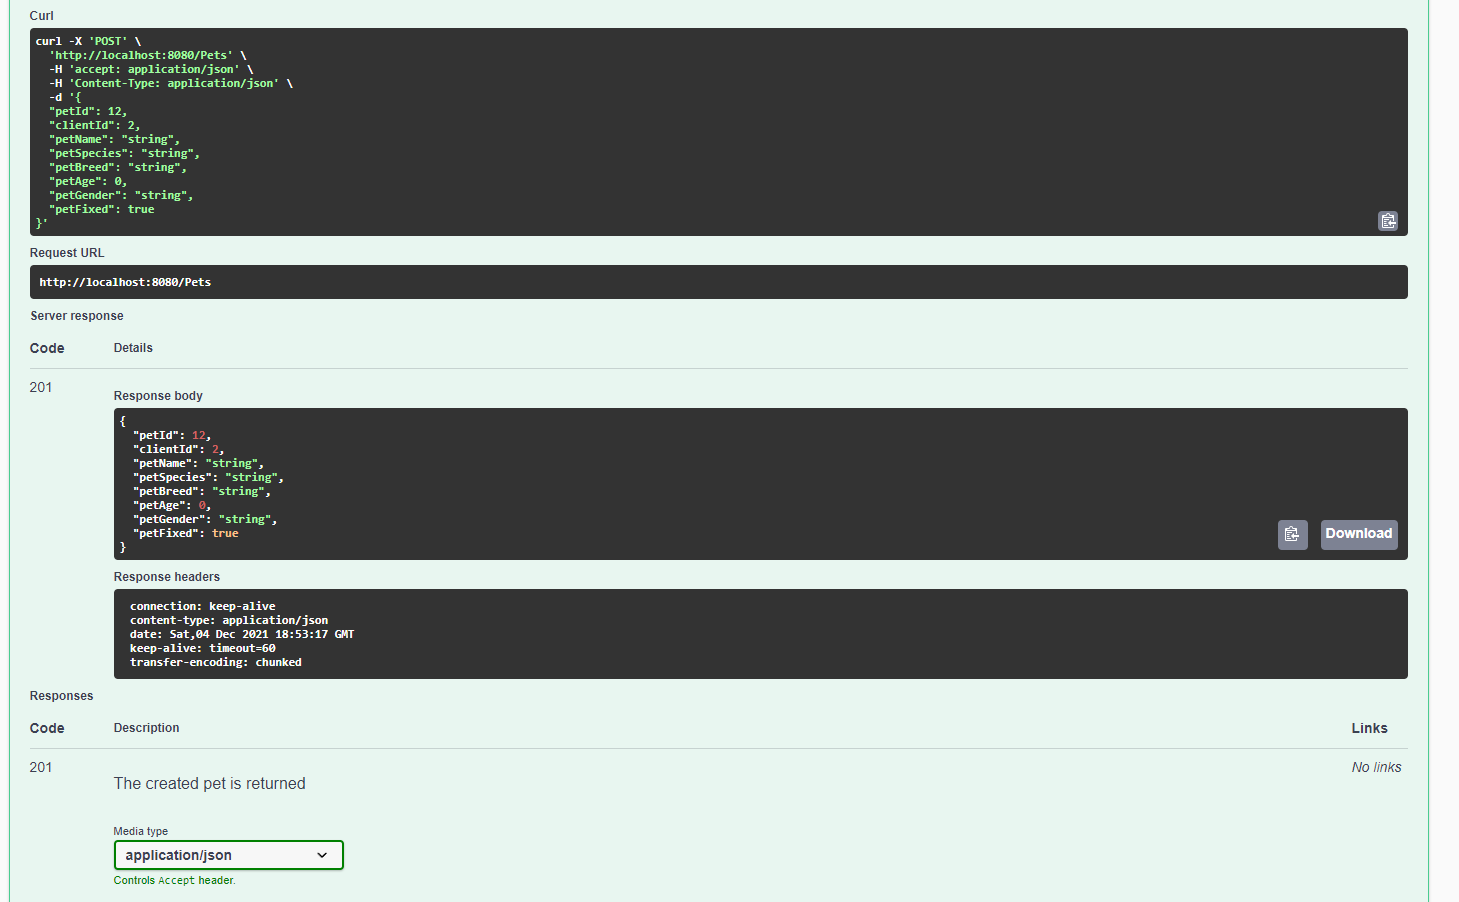 Curl
curl -X 'POST' \
'http://localhost:8080/Pets' \
-H 'accept: application/json' \
-H 'Content-Type: application/json' \
-d '{
"petId": 12,
"clientId": 2,
"petName": "string",
"petSpecies": "string",
"petBreed": "string",
"petAge": 0,
"petGender": "string",
"petFixed": true
}'
Request URL
http://localhost:8080/Pets
Server response
Code Details
201
Response body
{
"petId": 12,
"clientId": 2,
"petName": "string",
"petSpecies": "string",
"petBreed": "string",
"petAge": 0,
"petGender": "string",
"petFixed": true
}
Download
Response headers
connection: keep-alive
content-type: application/json
date: Sat,04 Dec 2021 18:53:17 GMT
keep-alive: timeout=60
transfer-encoding: chunked
Responses
Code Description Links
201 No links
The created pet is returned
Media type
application/json
Controls Accept header.